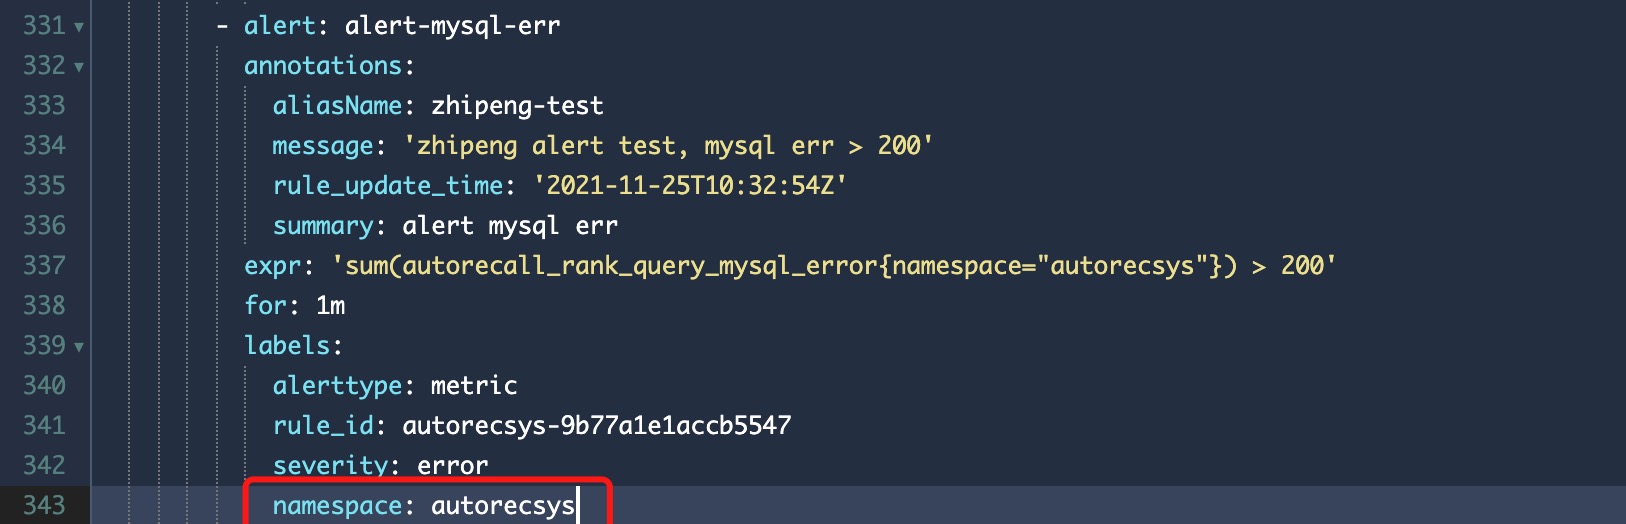 331 - alert: alert-mysql-err
332 annotations:
333 aliasName: zhipeng-test
334 message: 'zhipeng alert test, mysql err > 200'
335 rule_update_time: '2021-11-25T10:32:54Z'
336 summary: alert mysql err
337 expr: 'sum(autorecall_rank_query_mysql_error{namespace="autorecsys"}) > 200'
338 for: 1m
339 labels:
340 alerttype: metric
341 rule_id: autorecsys-9b77a1e1accb5547
342 severity: error
343 namespace: autorecsys